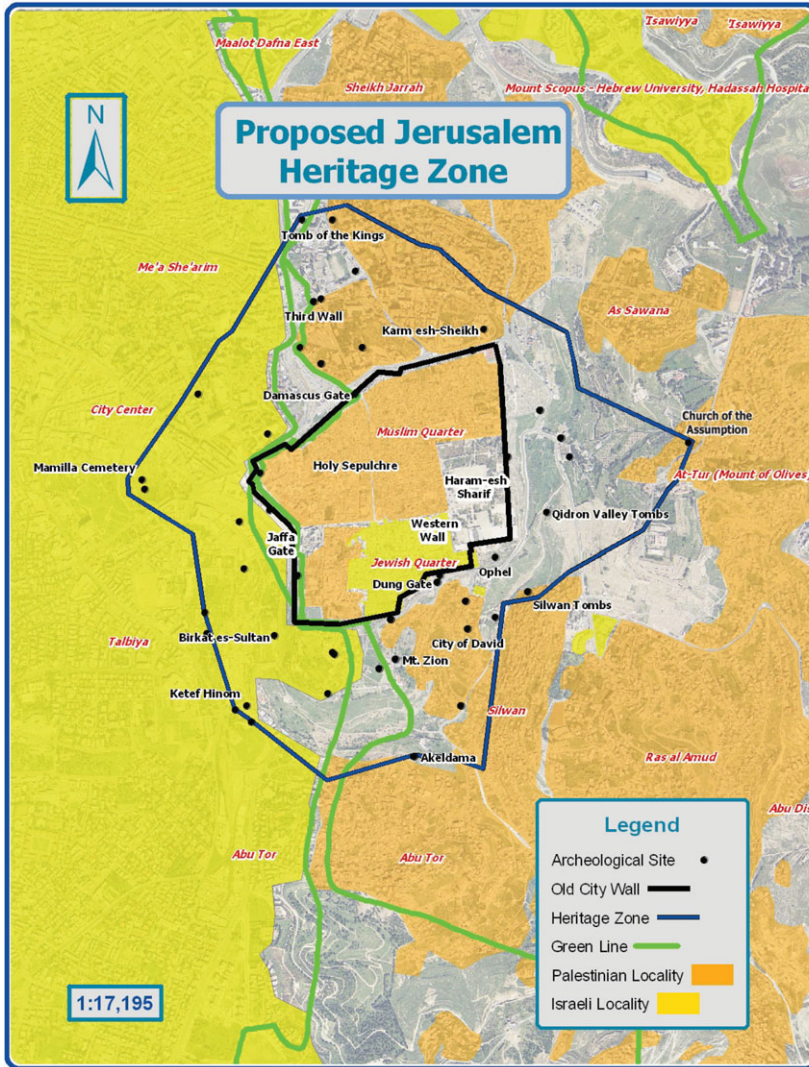 Maalot Dafna East
'Isawiyya
'Isawiyya
Sheikh Jarrah
Mount Scopus - Hebrew University, Hadassah Hospital
N
Proposed Jerusalem
Heritage Zone
Tomb of the Kings
Me'a She'arim
Third Wall
As Sawana
Karm esh-Sheikh
Damascus Gate
City Center
Church of the
Assumption
Muslim Quarter
Mamilla Cemetery
Holy Sepulchre
Haram-esh
Sharif
At-Tur (Mount of Olives)
Qidron Valley Tombs
Western
Wall
Jaffa
Gate
Jewish Quarter
Ophel
Dung Gate
Silwan Tombs
Birkat es-Sultan
City of David
Talbiya
Mt. Zion
Ketef Hinom
Silwan
Akeldama
Ras al Amud
Abu Dis
Abu Tor
Abu Tor
Legend
Archeological Site
Old City Wall
Heritage Zone
Green Line
Palestinian Locality
Israeli Locality
1:17,195